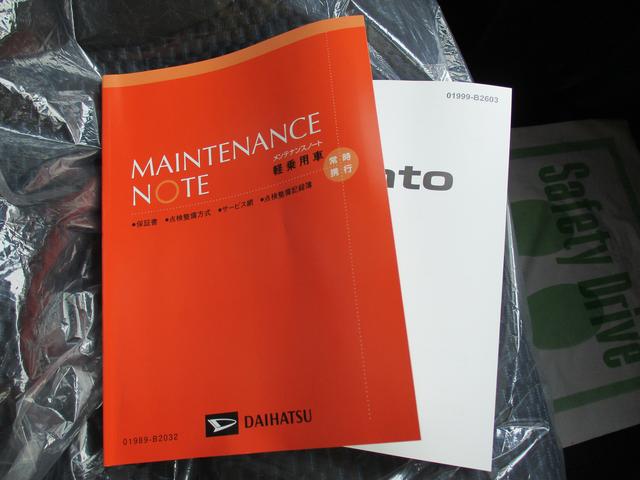 MAINTENANCE
NOTE
メンテナンスノート
軽乗用車
常時
携行
●保証書 ●点検整備方式 ●サービス網 ●点検整備記録簿
DAIHATSU
01989-B2032
01999-B2603
nto
Safety Drive